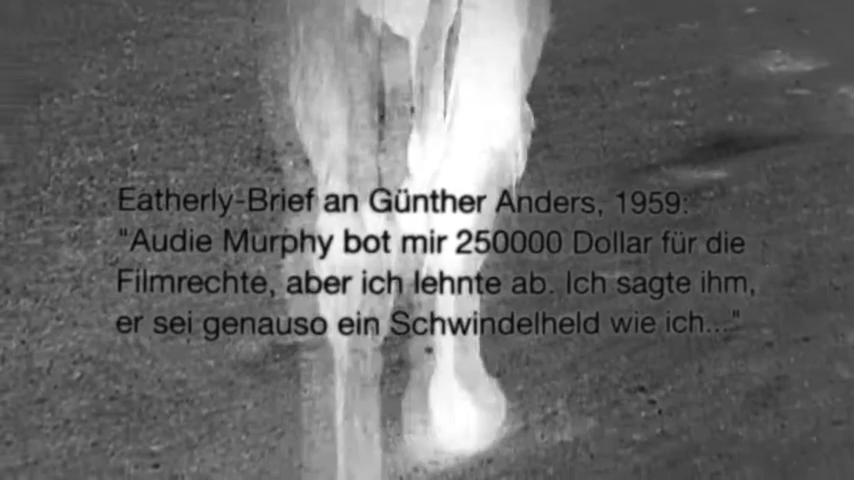 Eatherly-Brief an Günther Anders, 1959:
"Audie Murphy bot mir 250000 Dollar für die
Filmrechte, aber ich lehnte ab. Ich sagte ihm,
er sei genauso ein Schwindelheld wie ich..."